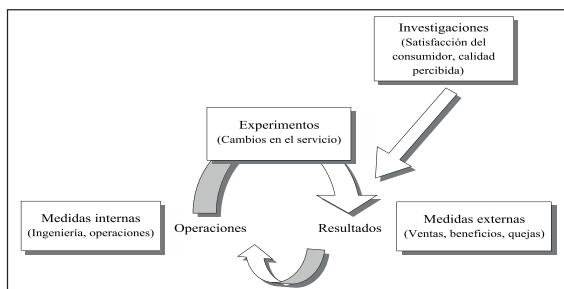 Investigaciones
(Satisfacción del
consumidor, calidad
percibida)
Experimentos
(Cambios en el servicio)
Medidas internas
(Ingeniería, operaciones)
Operaciones
Resultados
Medidas externas
(Ventas, beneficios, quejas)